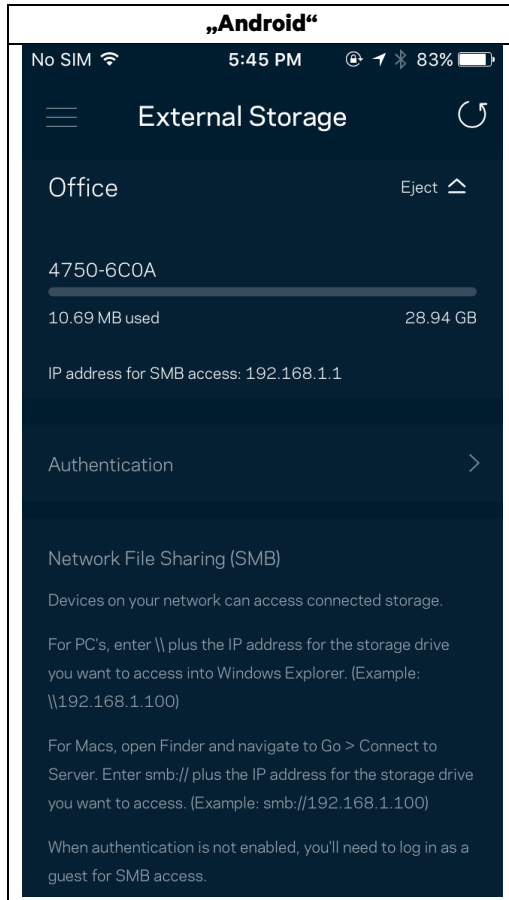 „Android“
No SIM 5:45 PM 83%
External Storage
Office Eject
4750-6C0A
10.69 MB used 28.94 GB
IP address for SMB access: 192.168.1.1
Authentication
Network File Sharing (SMB)
Devices on your network can access connected storage.
For PC's, enter \\ plus the IP address for the storage drive
you want to access into Windows Explorer. (Example:
\\192.168.1.100)
For Macs, open Finder and navigate to Go > Connect to
Server. Enter smb:// plus the IP address for the storage drive
you want to access. (Example: smb://192.168.1.100)
When authentication is not enabled, you'll need to log in as a
guest for SMB access.